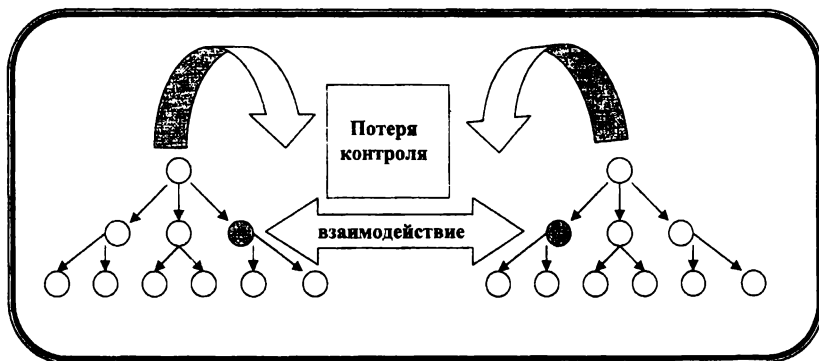 Потеря
контроля
взаимодействие